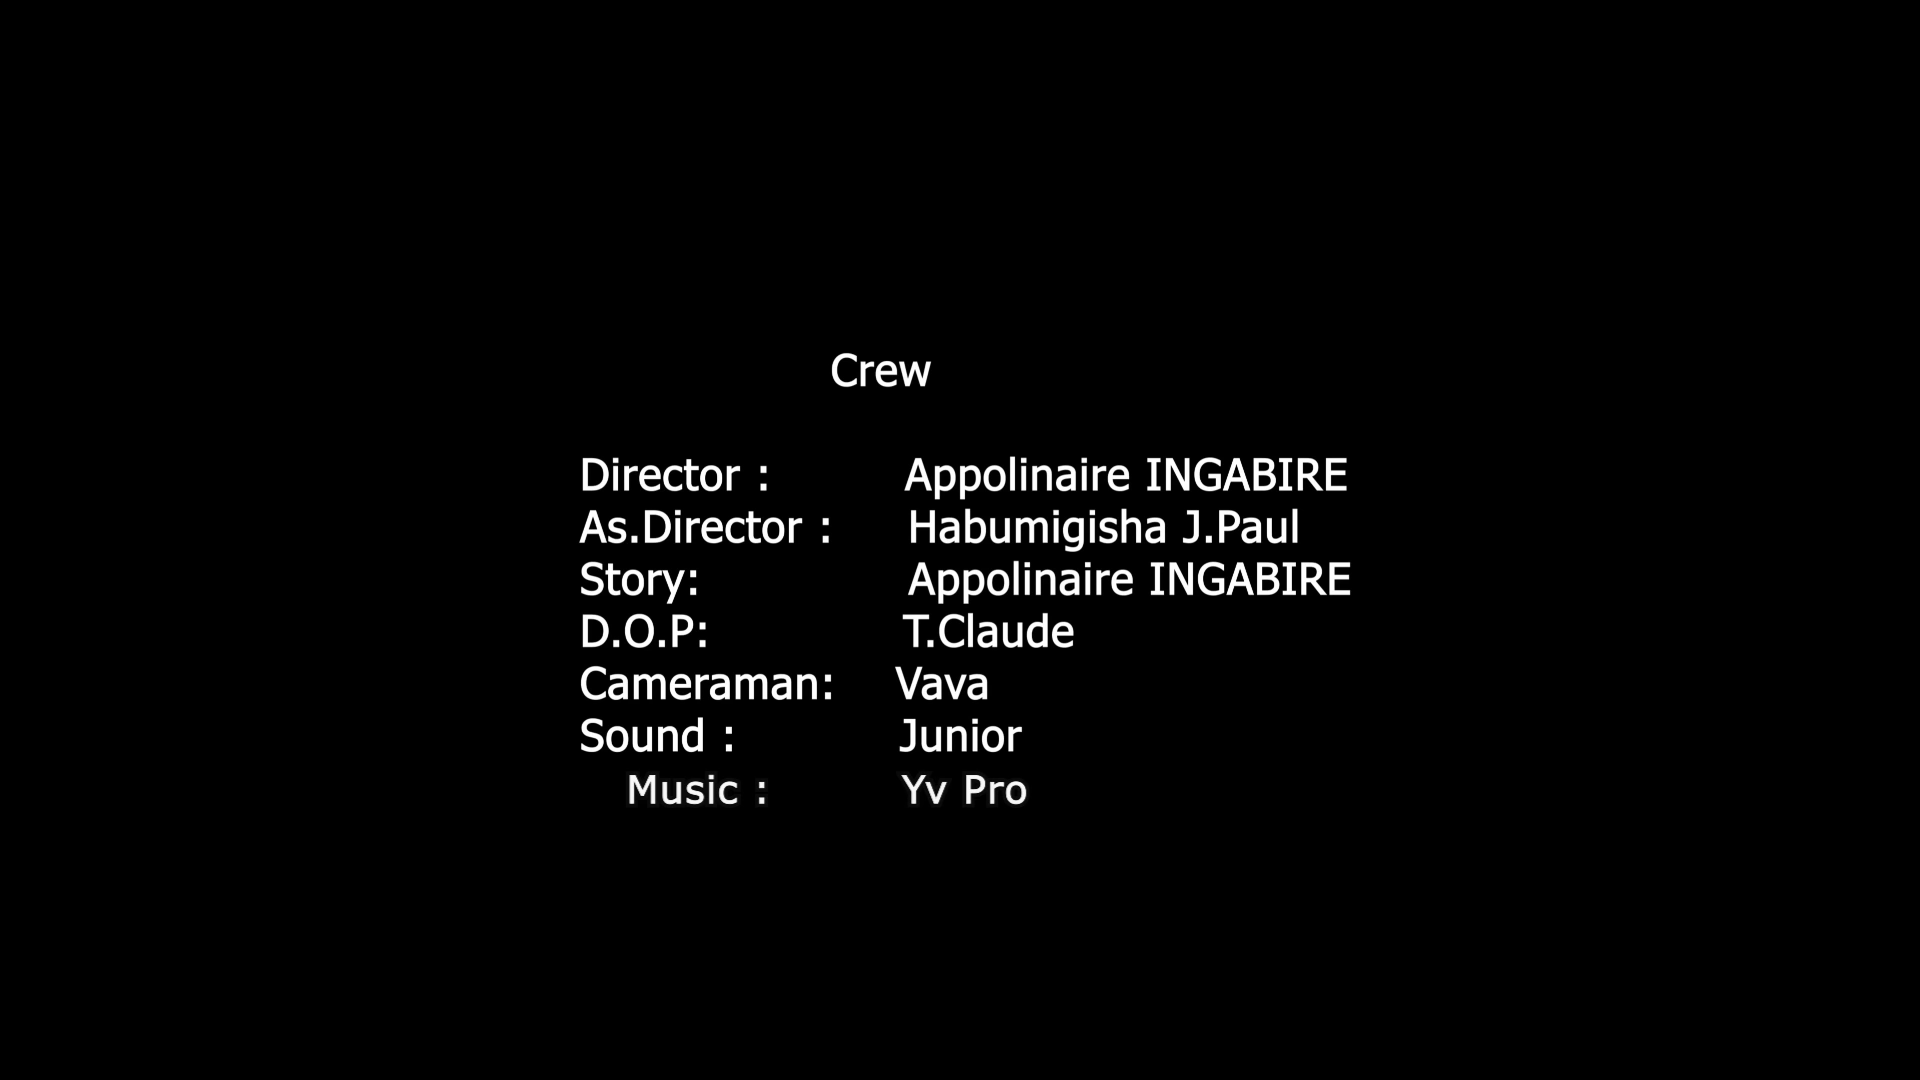 Crew
Director : Appolinaire INGABIRE
As.Director : Habumigisha J.Paul
Story: Appolinaire INGABIRE
D.O.P: T.Claude
Cameraman: Vava
Sound : Junior
Music : Yv Pro